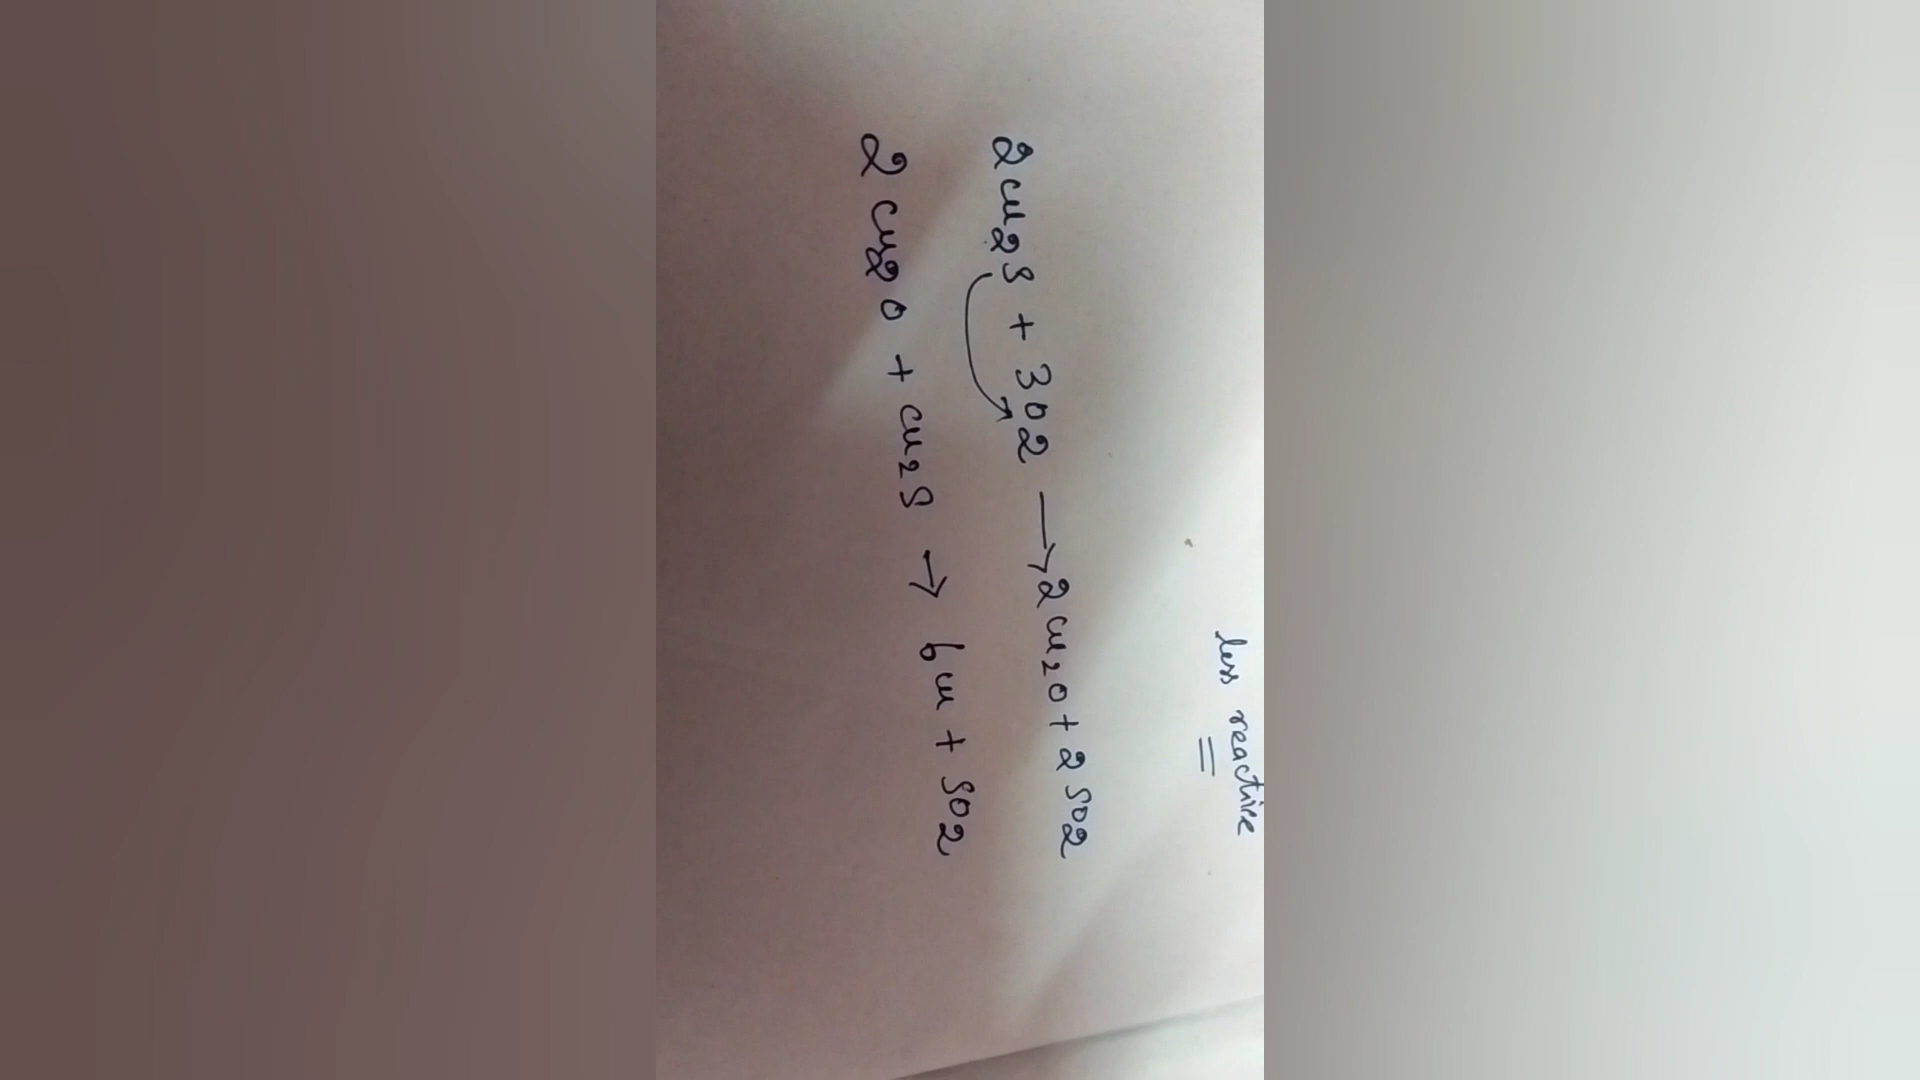 less reactive
2cu2S + 3O2 → 2cu2O + 2SO2
2cu2O + cu2S → 6cu + SO2